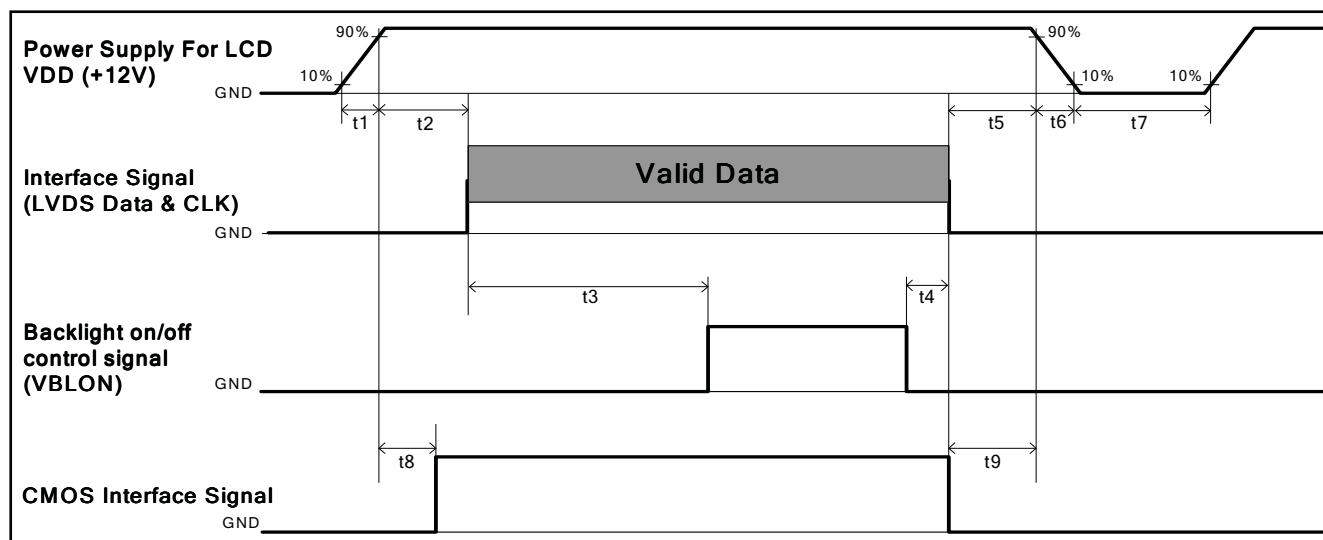 90%
90%
Power Supply For LCD
VDD (+12V)
10%
10%
10%
GND
t1
t2
t5
t6
t7
Valid Data
Interface Signal
(LVDS Data & CLK)
GND
t3
t4
Backlight on/off
control signal
(VBLON)
GND
t8
t9
CMOS Interface Signal
GND